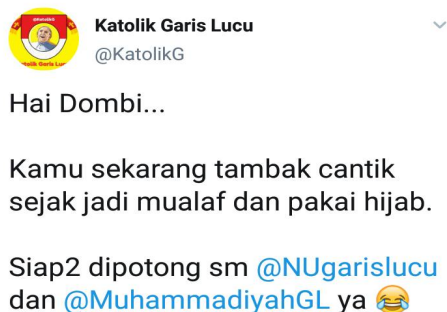 Katolik Garis Lucu
@KatolikG
Hai Dombi...
Kamu sekarang tambak cantik
sejak jadi mualaf dan pakai hijab.
Siap2 dipotong sm @NUgarislucu
dan @MuhammadiyahGL ya 😂